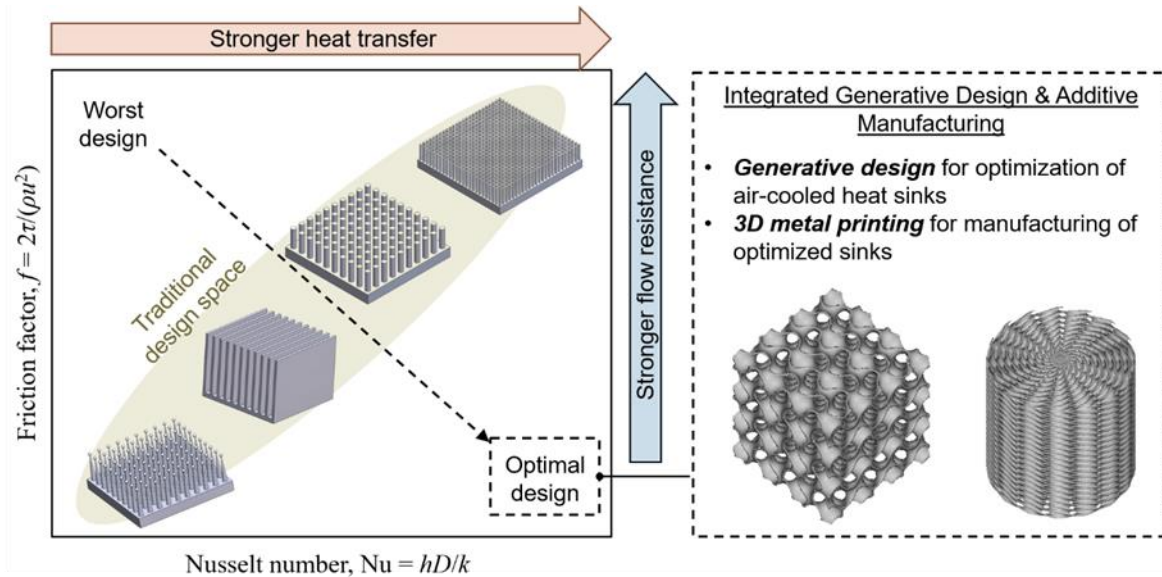 Stronger heat transfer
Worst
design
Traditional
design space
Optimal
design
Friction factor, f = 2τ/(ρu²)
Nusselt number, Nu = hD/k
Stronger flow resistance
Integrated Generative Design & Additive
Manufacturing
• Generative design for optimization of
air-cooled heat sinks
• 3D metal printing for manufacturing of
optimized sinks